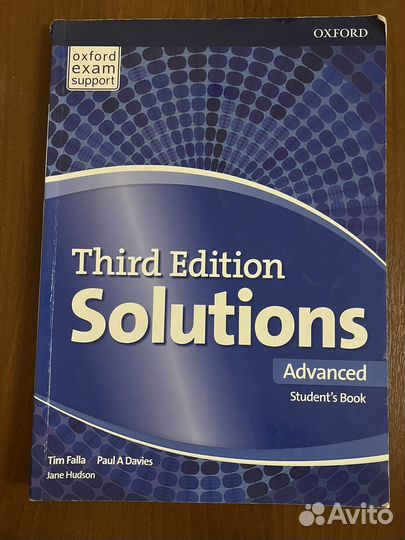 OXFORD
oxford
exam
support
Third Edition
Solutions
Advanced
Student's Book
Tim Falla Paul A Davies
Jane Hudson
Avito